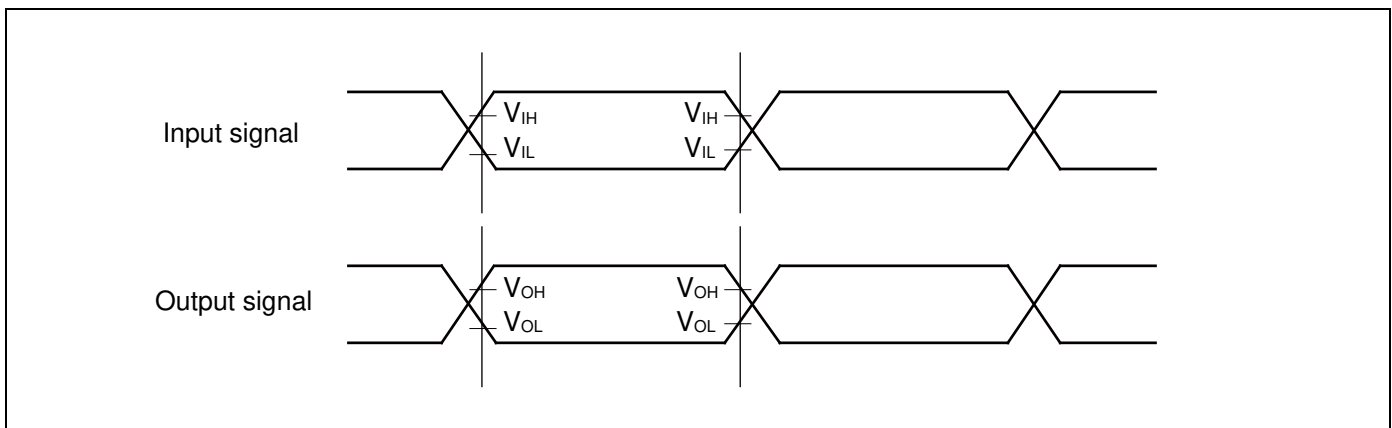 VIH VIH
Input signal
VIL VIL
VOH VOH
Output signal
VOL VOL